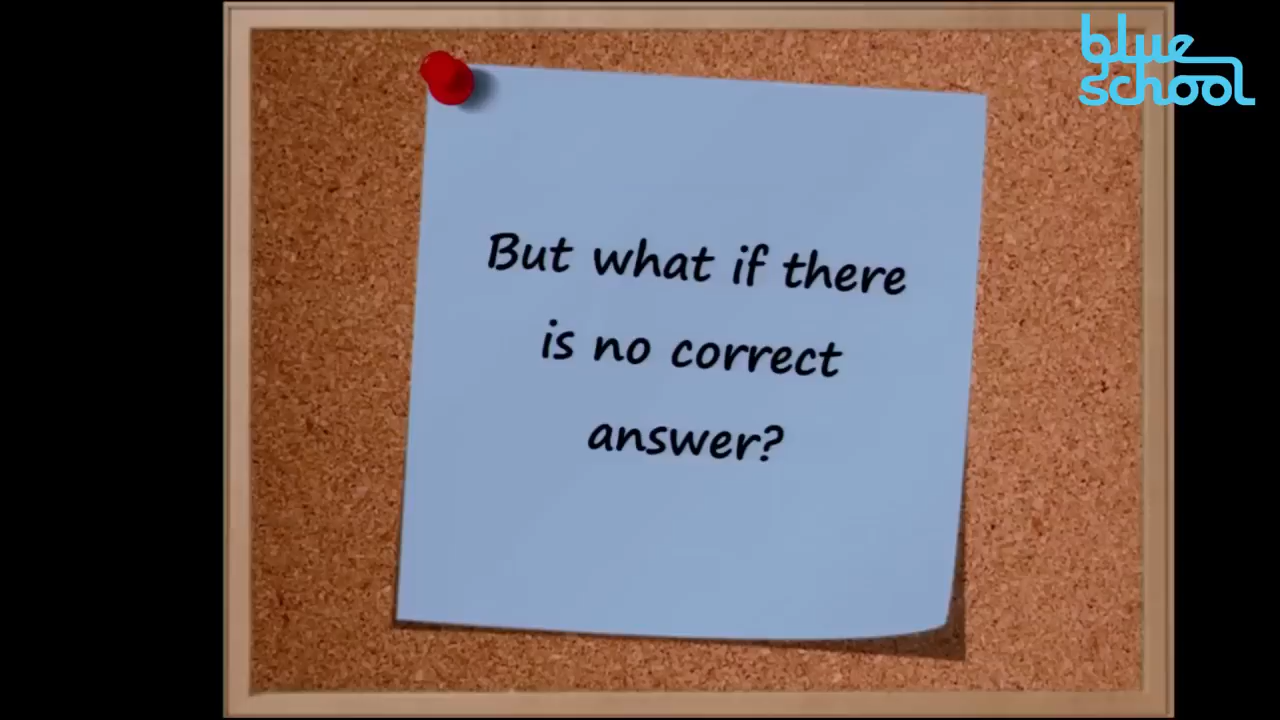 blue
school
But what if there
is no correct
answer?